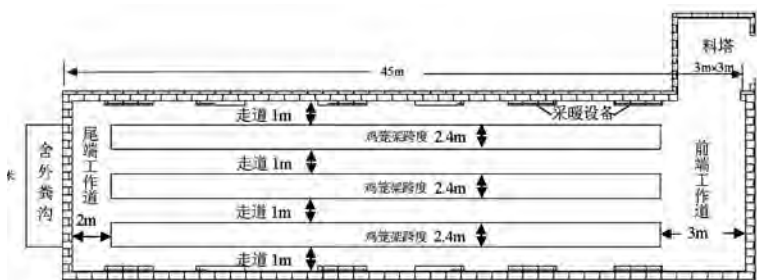 料塔
3m×3m
45m
采暖设备
走道 1m
鸡笼架跨度 2.4m
走道 1m
鸡笼架跨度 2.4m
走道 1m
鸡笼架跨度 2.4m
走道 1m
舍外粪沟
尾端工作道
2m
前端工作道
3m